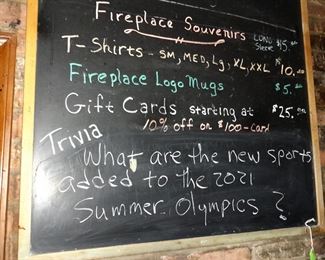 Fireplace Souvenirs
LONG Sleeve $15.00
T-Shirts - SM, MED, Lg, XL, XXL $10.00
Fireplace Logo Mugs $5.00
Gift Cards starting at $25.00
10% off on $100-card
Trivia
What are the new sports
added to the 2021
Summer Olympics?